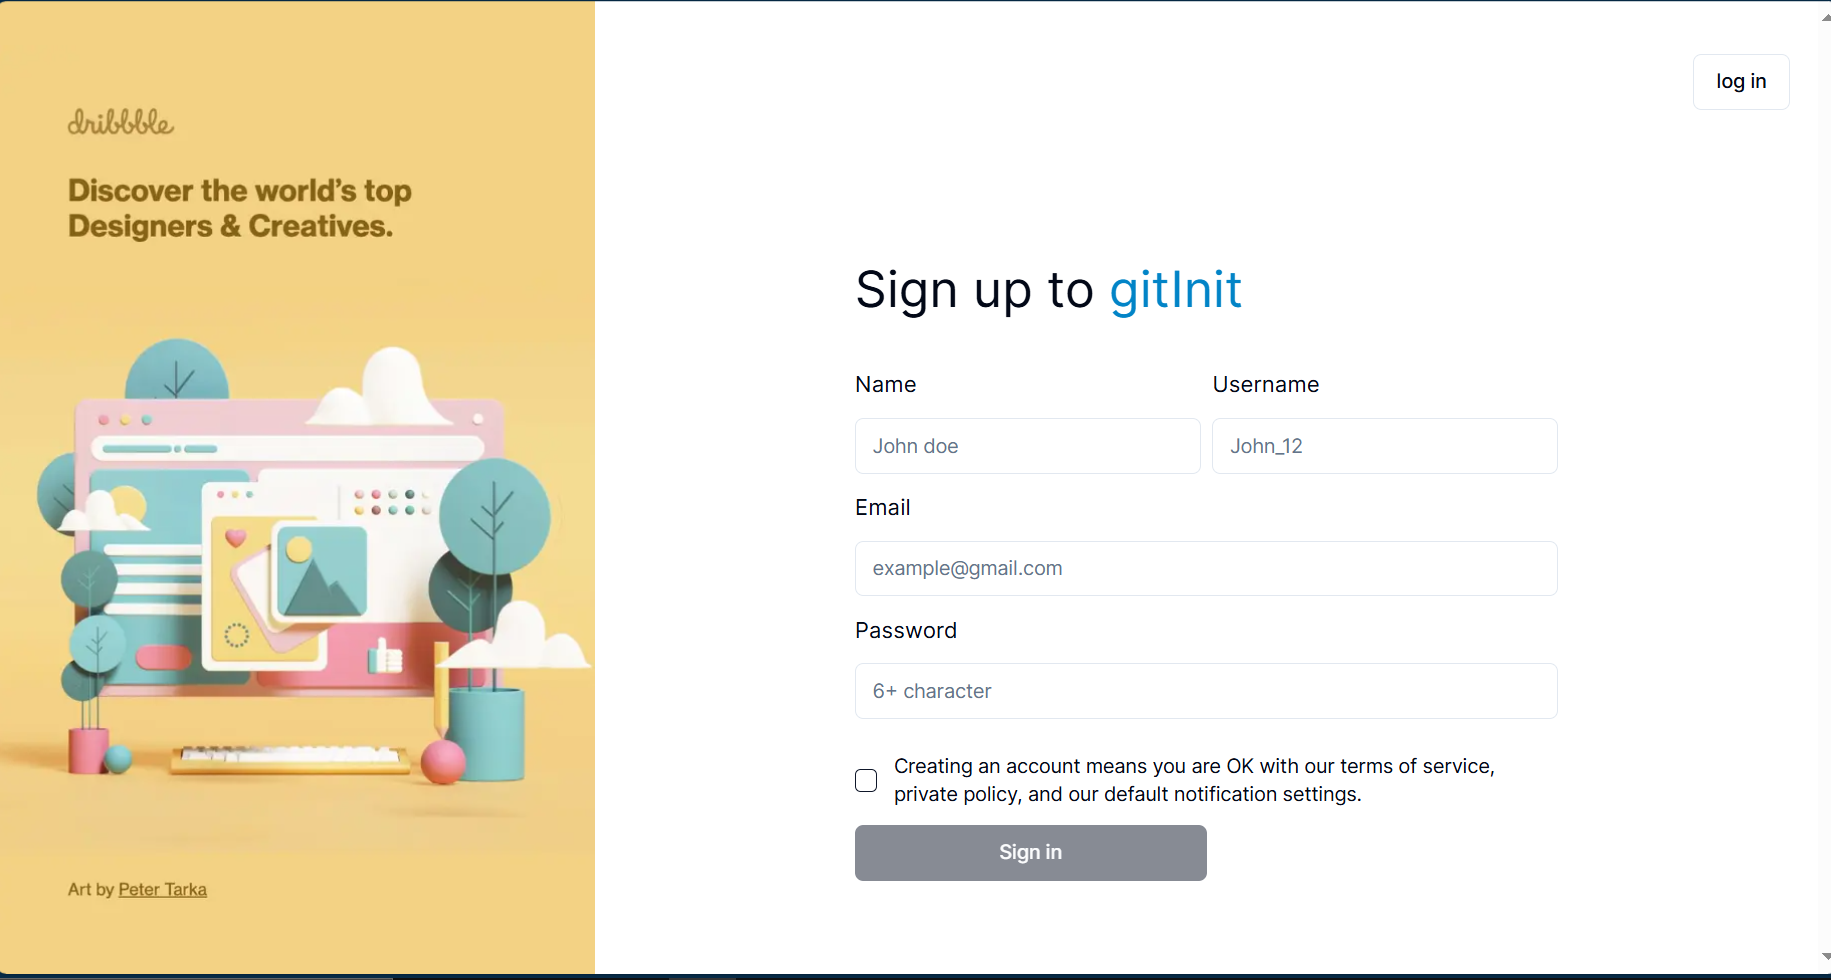 dribbble
Discover the world's top
Designers & Creatives.
Art by Peter Tarka
log in
Sign up to gitInit
Name
John doe
Username
John_12
Email
example@gmail.com
Password
6+ character
Creating an account means you are OK with our terms of service,
private policy, and our default notification settings.
Sign in